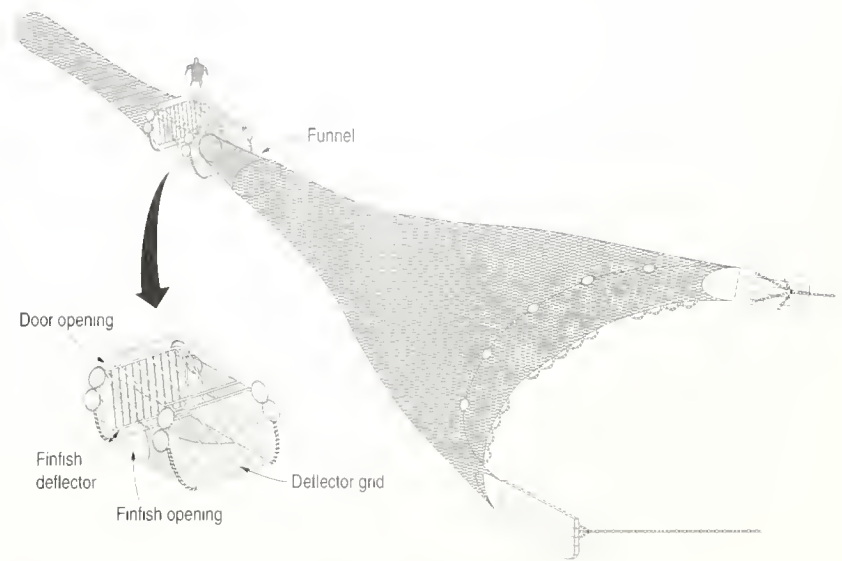 Funnel
Door opening
Finfish
deflector
Deflector grid
Finfish opening